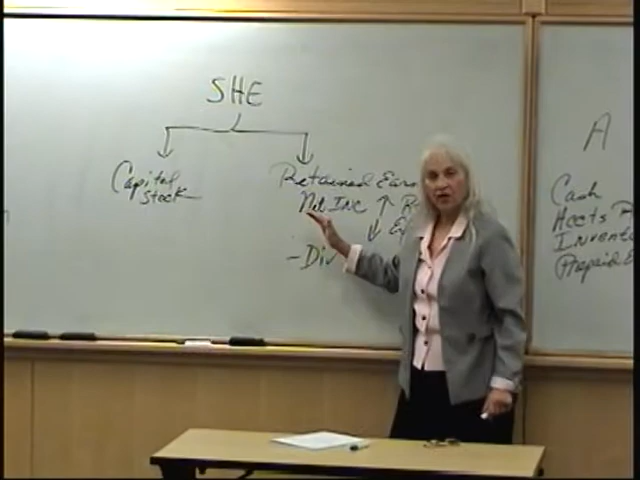 SHE
Capital
Stock
Retained Earn
Net Inc
- Div
A
Cash
Accts
Invent
Prepaid